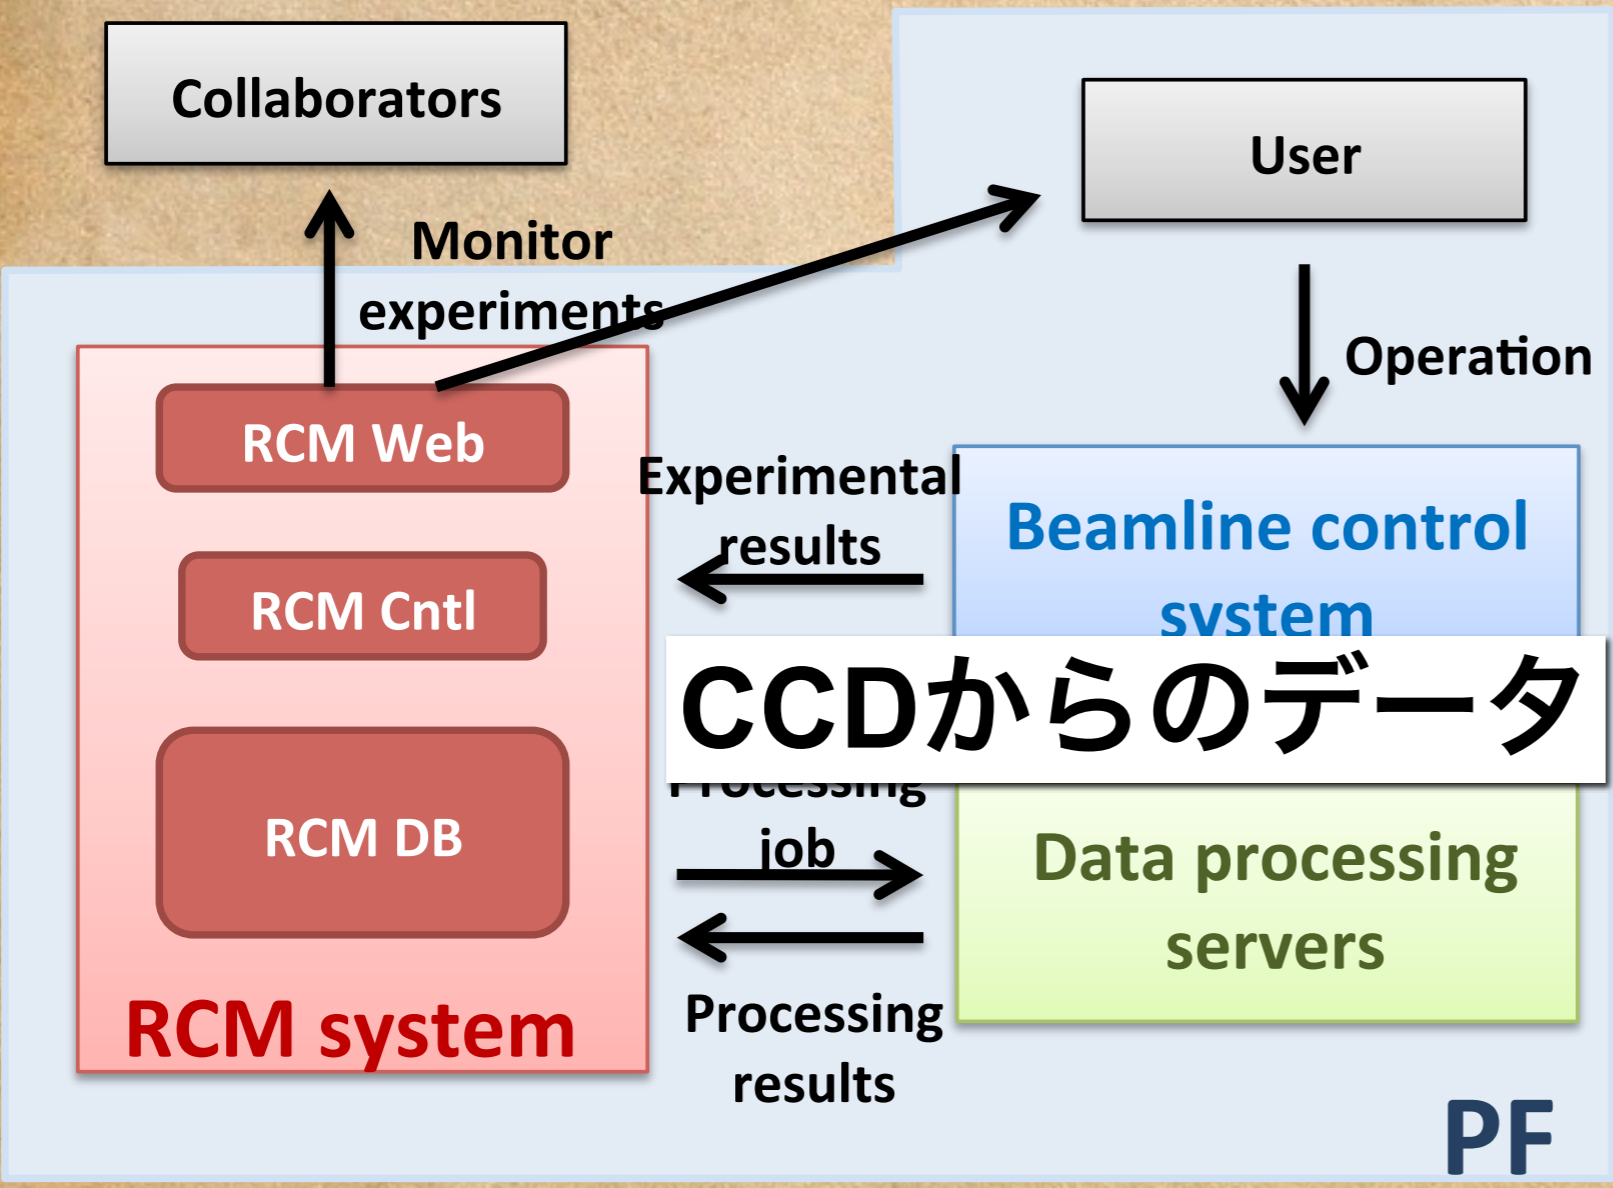 Collaborators
User
Monitor
experiments
Operation
RCM Web
Experimental
results
Beamline control
system
RCM Cntl
CCDからのデータ
Processing
job
RCM DB
Data processing
servers
Processing
results
RCM system
PF